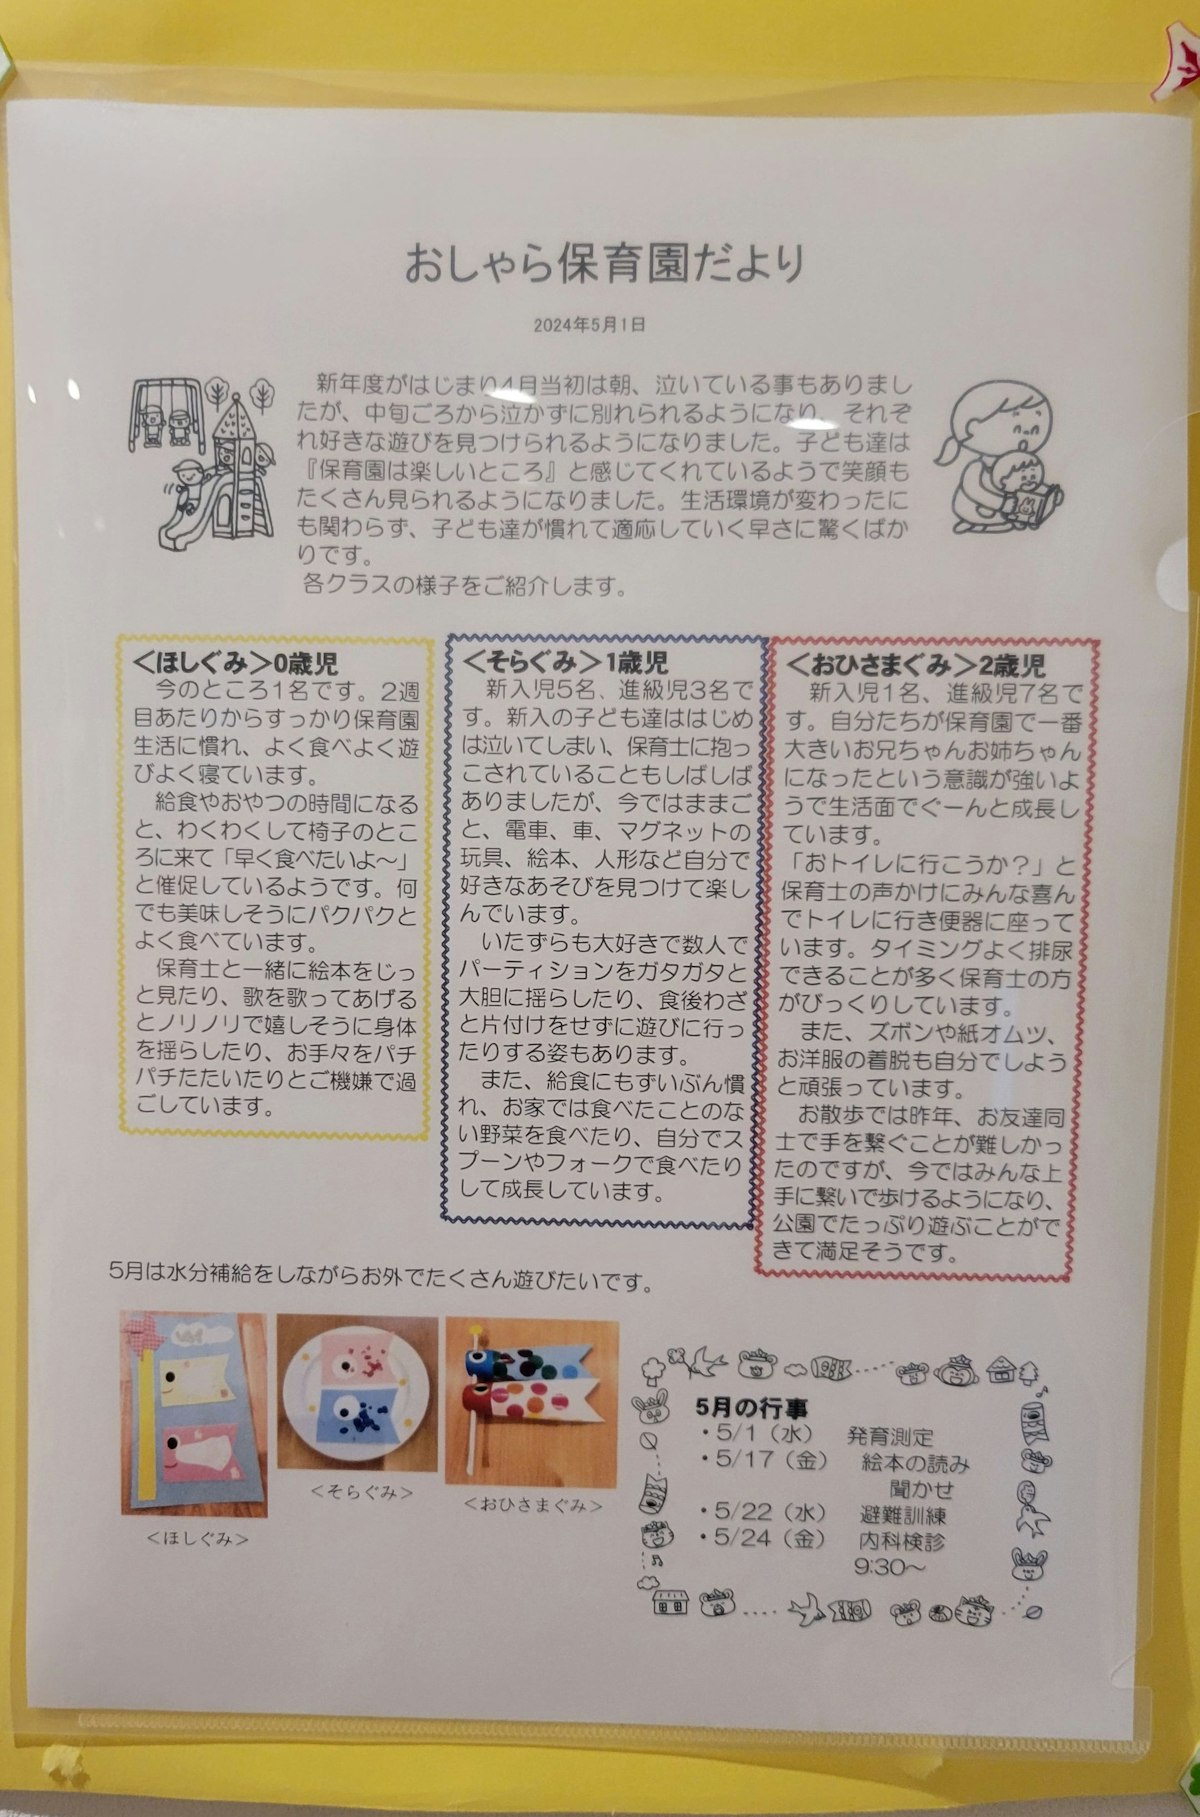 おしゃら保育園だより
2024年5月1日
新年度がはじまり4月当初は朝、泣いている事もありまし
たが、中旬ごろから泣かずに別れられるようになり、それぞ
れ好きな遊びを見つけられるようになりました。子ども達は
『保育園は楽しいところ』と感じてくれているようで笑顔も
たくさん見られるようになりました。生活環境が変わったに
も関わらず、子ども達が慣れて適応していく早さに驚くばか
りです。
各クラスの様子をご紹介します。
＜ほしぐみ＞0歳児
今のところ1名です。2週
目あたりからすっかり保育園
生活に慣れ、よく食べよく遊
びよく寝ています。
給食やおやつの時間になる
と、わくわくして椅子のとこ
ろに来て「早く食べたいよ～」
と催促しているようです。何
でも美味しそうにパクパクと
よく食べています。
保育士と一緒に絵本をじっ
と見たり、歌を歌ってあげる
とノリノリで嬉しそうに身体
を揺らしたり、お手々をパチ
パチたたいたりとご機嫌で過
ごしています。
＜そらぐみ＞1歳児
新入児5名、進級児3名で
す。新入の子ども達ははじめ
は泣いてしまい、保育士に抱っ
こされていることもしばしば
ありましたが、今ではままご
と、電車、車、マグネットの
玩具、絵本、人形など自分で
好きなあそびを見つけて楽し
んでいます。
いたずらも大好きで数人で
パーティションをガタガタと
大胆に揺らしたり、食後わざ
と片付けをせずに遊びに行っ
たりする姿もあります。
また、給食にもずいぶん慣
れ、お家では食べたことのな
い野菜を食べたり、自分でス
プーンやフォークで食べたり
して成長しています。
＜おひさまぐみ＞2歳児
新入児1名、進級児7名で
す。自分たちが保育園で一番
大きいお兄ちゃんお姉ちゃん
になったという意識が強いよ
うで生活面でぐーんと成長し
ています。
「おトイレに行こうか？」と
保育士の声かけにみんな喜ん
でトイレに行き便器に座って
います。タイミングよく排尿
できることが多く保育士の方
がびっくりしています。
また、ズボンや紙オムツ、
お洋服の着脱も自分でしよう
と頑張っています。
お散歩では昨年、お友達同
士で手を繋ぐことが難しかっ
たのですが、今ではみんな上
手に繋いで歩けるようになり、
公園でたっぷり遊ぶことがで
きて満足そうです。
5月は水分補給をしながらお外でたくさん遊びたいです。
＜ほしぐみ＞
＜そらぐみ＞
＜おひさまぐみ＞
5月の行事
・5/1（水）　発育測定
・5/17（金）　絵本の読み
聞かせ
・5/22（水）　避難訓練
・5/24（金）　内科検診
9:30～